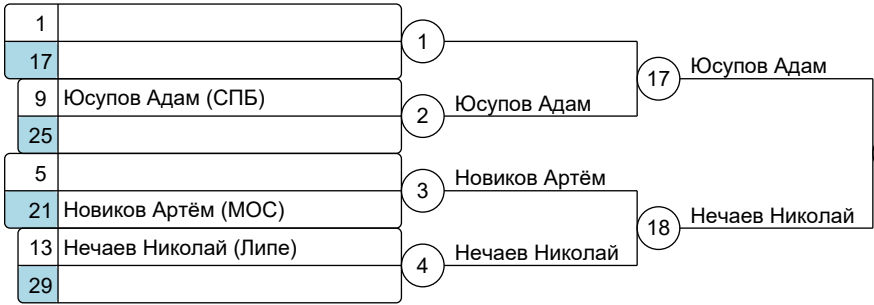 1
17
1
9 Юсупов Адам (СПБ)
25
2
Юсупов Адам
17
Юсупов Адам
5
21 Новиков Артём (МОС)
3
Новиков Артём
13 Нечаев Николай (Липе)
29
4
Нечаев Николай
18
Нечаев Николай